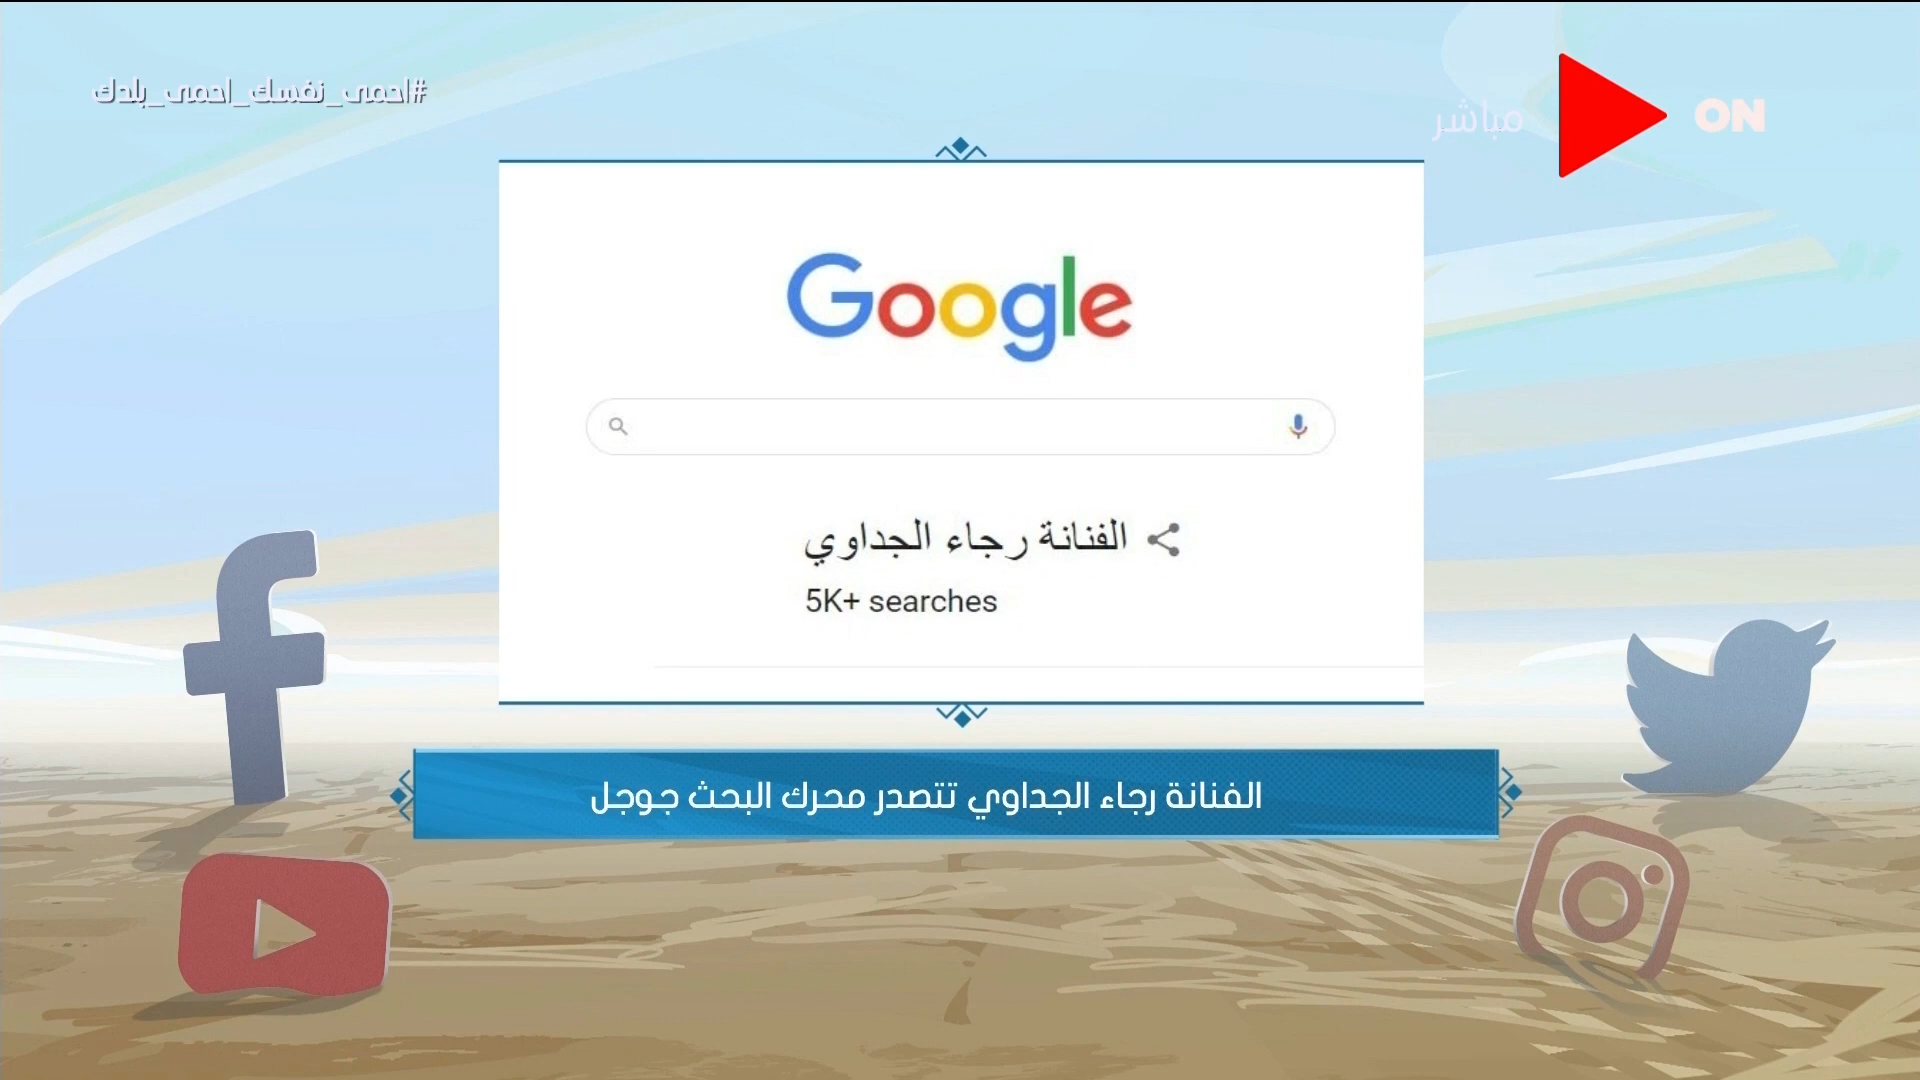 #احمى_نفسك_احمى_بلدك
مباشر
ON
Google
الفنانة رجاء الجداوي
5K+ searches
الفنانة رجاء الجداوي تتصدر محرك البحث جوجل